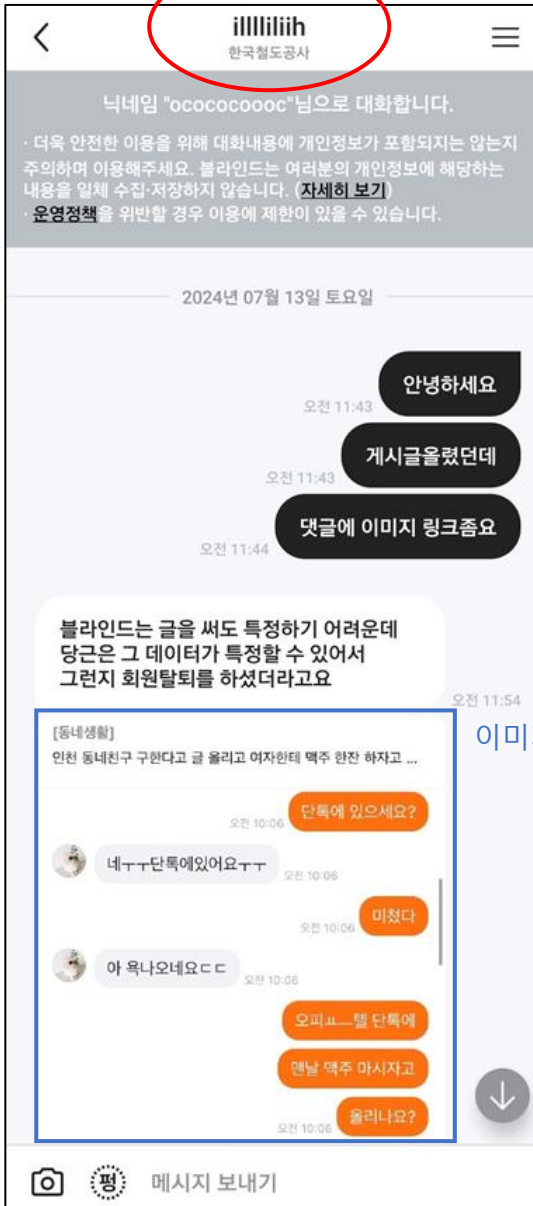 한국철도공사
닉네임 "ocococoooc"님으로 대화합니다.
· 더욱 안전한 이용을 위해 대화내용에 개인정보가 포함되지는 않는지
주의하며 이용해주세요. 블라인드는 여러분의 개인정보에 해당하는
내용을 일체 수집·저장하지 않습니다. (자세히 보기)
· 운영정책을 위반할 경우 이용에 제한이 있을 수 있습니다.
2024년 07월 13일 토요일
안녕하세요
오전 11:43
게시글올렸던데
오전 11:43
댓글에 이미지 링크좀요
오전 11:44
블라인드는 글을 써도 특정하기 어려운데
당근은 그 데이터가 특정할 수 있어서
그런지 회원탈퇴를 하셨더라고요
오전 11:54
[동네생활]
인천 동네친구 구한다고 글 올리고 여자한테 맥주 한잔 하자고 ...
단톡에 있으세요?
오전 10:06
네ㅜㅜ단톡에있어요ㅜㅜ
오전 10:06
미쳤다
오전 10:06
아 욕나오네요ㄷㄷ
오전 10:06
오피ㅛㅡ텔 단톡에
맨날 맥주 마시자고
올리나요?
오전 10:06
펑
메시지 보내기